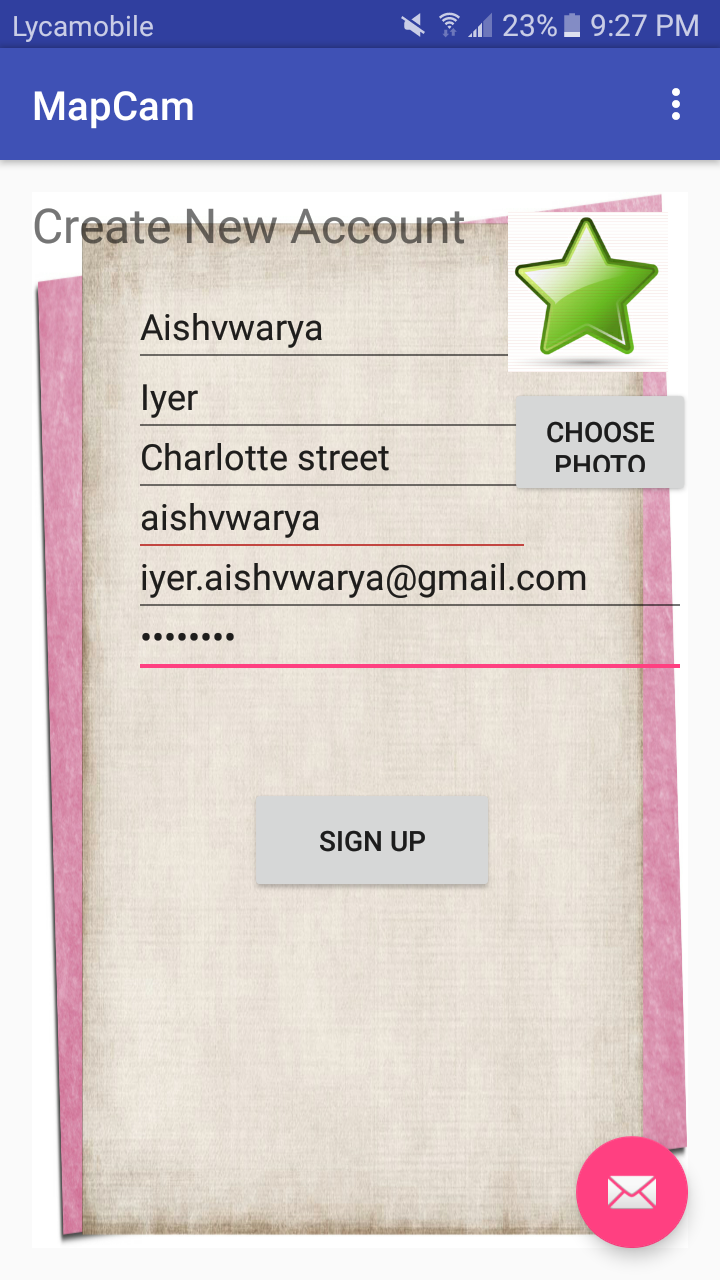 Lycamobile 23% 9:27 PM
MapCam
Create New Account
Aishvwarya
Iyer
CHOOSE
PHOTO
Charlotte street
aishvwarya
iyer.aishvwarya@gmail.com
••••••••
SIGN UP